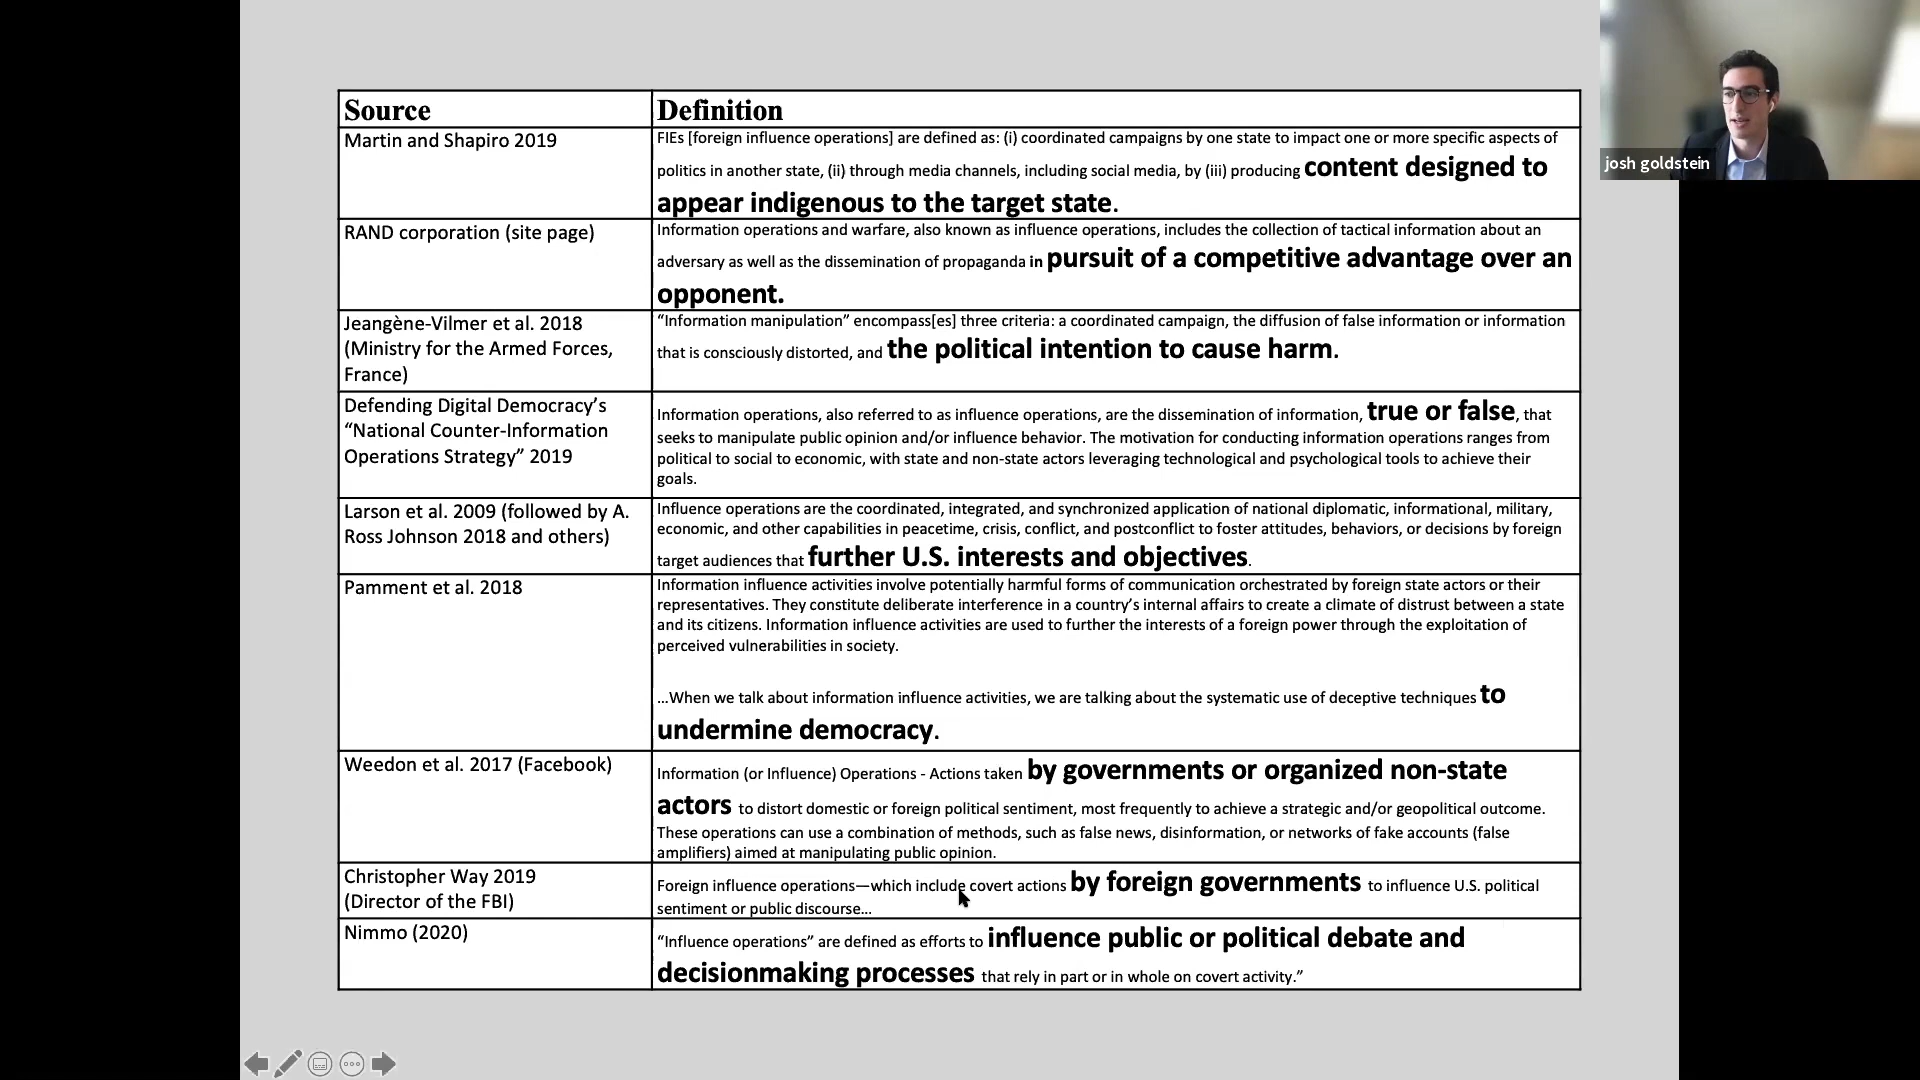 Source
Definition
Martin and Shapiro 2019
FIEs [foreign influence operations] are defined as: (i) coordinated campaigns by one state to impact one or more specific aspects of
politics in another state, (ii) through media channels, including social media, by (iii) producing content designed to
appear indigenous to the target state.
RAND corporation (site page)
Information operations and warfare, also known as influence operations, includes the collection of tactical information about an
adversary as well as the dissemination of propaganda in pursuit of a competitive advantage over an
opponent.
Jeangène-Vilmer et al. 2018
(Ministry for the Armed Forces,
France)
“Information manipulation” encompass[es] three criteria: a coordinated campaign, the diffusion of false information or information
that is consciously distorted, and the political intention to cause harm.
Defending Digital Democracy’s
“National Counter-Information
Operations Strategy” 2019
Information operations, also referred to as influence operations, are the dissemination of information, true or false, that
seeks to manipulate public opinion and/or influence behavior. The motivation for conducting information operations ranges from
political to social to economic, with state and non-state actors leveraging technological and psychological tools to achieve their
goals.
Larson et al. 2009 (followed by A.
Ross Johnson 2018 and others)
Influence operations are the coordinated, integrated, and synchronized application of national diplomatic, informational, military,
economic, and other capabilities in peacetime, crisis, conflict, and postconflict to foster attitudes, behaviors, or decisions by foreign
target audiences that further U.S. interests and objectives.
Pamment et al. 2018
Information influence activities involve potentially harmful forms of communication orchestrated by foreign state actors or their
representatives. They constitute deliberate interference in a country’s internal affairs to create a climate of distrust between a state
and its citizens. Information influence activities are used to further the interests of a foreign power through the exploitation of
perceived vulnerabilities in society.
…When we talk about information influence activities, we are talking about the systematic use of deceptive techniques to
undermine democracy.
Weedon et al. 2017 (Facebook)
Information (or Influence) Operations - Actions taken by governments or organized non-state
actors to distort domestic or foreign political sentiment, most frequently to achieve a strategic and/or geopolitical outcome.
These operations can use a combination of methods, such as false news, disinformation, or networks of fake accounts (false
amplifiers) aimed at manipulating public opinion.
Christopher Way 2019
(Director of the FBI)
Foreign influence operations—which include covert actions by foreign governments to influence U.S. political
sentiment or public discourse…
Nimmo (2020)
“Influence operations” are defined as efforts to influence public or political debate and
decisionmaking processes that rely in part or in whole on covert activity.”
josh goldstein